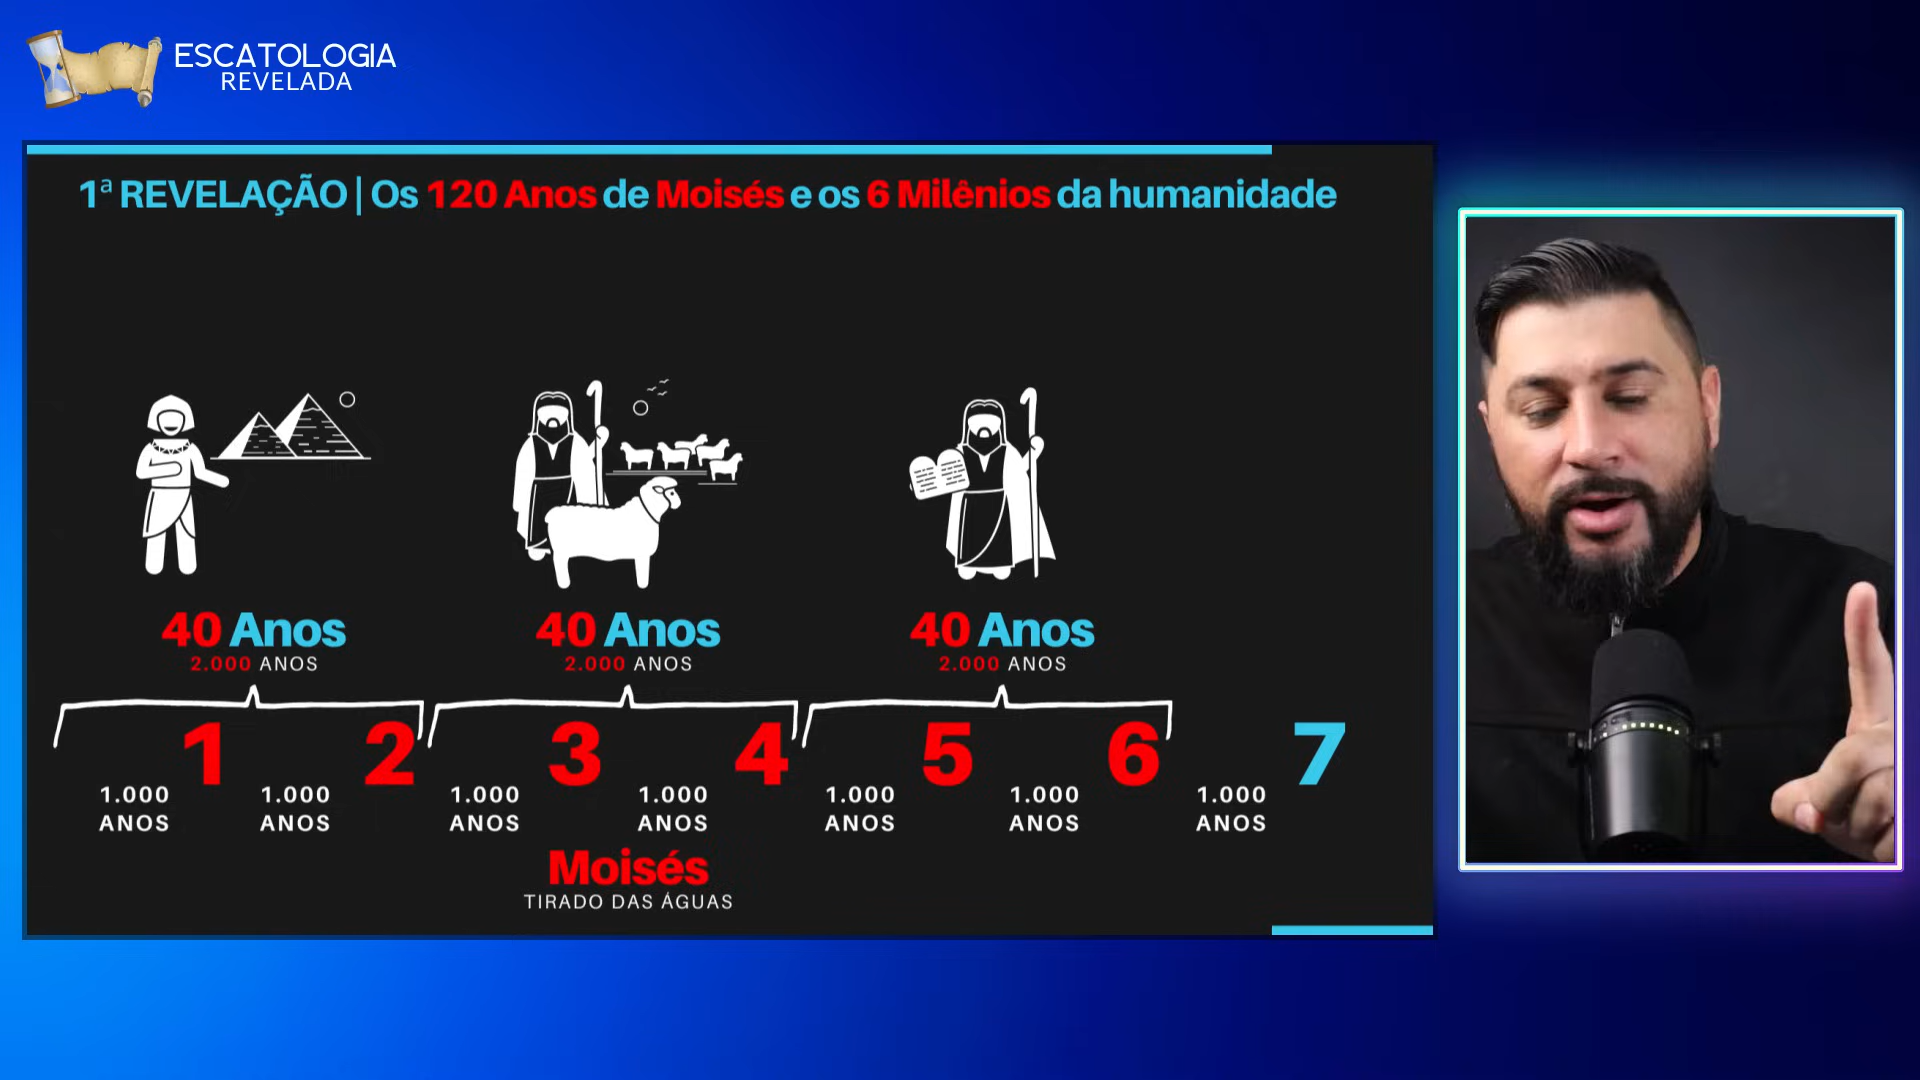 ESCATOLOGIA
REVELADA
1ª REVELAÇÃO | Os 120 Anos de Moisés e os 6 Milênios da humanidade
40 Anos
2.000 ANOS
40 Anos
2.000 ANOS
40 Anos
2.000 ANOS
1 2 3 4 5 6 7
1.000 ANOS
1.000 ANOS
1.000 ANOS
1.000 ANOS
1.000 ANOS
1.000 ANOS
1.000 ANOS
Moisés
TIRADO DAS ÁGUAS